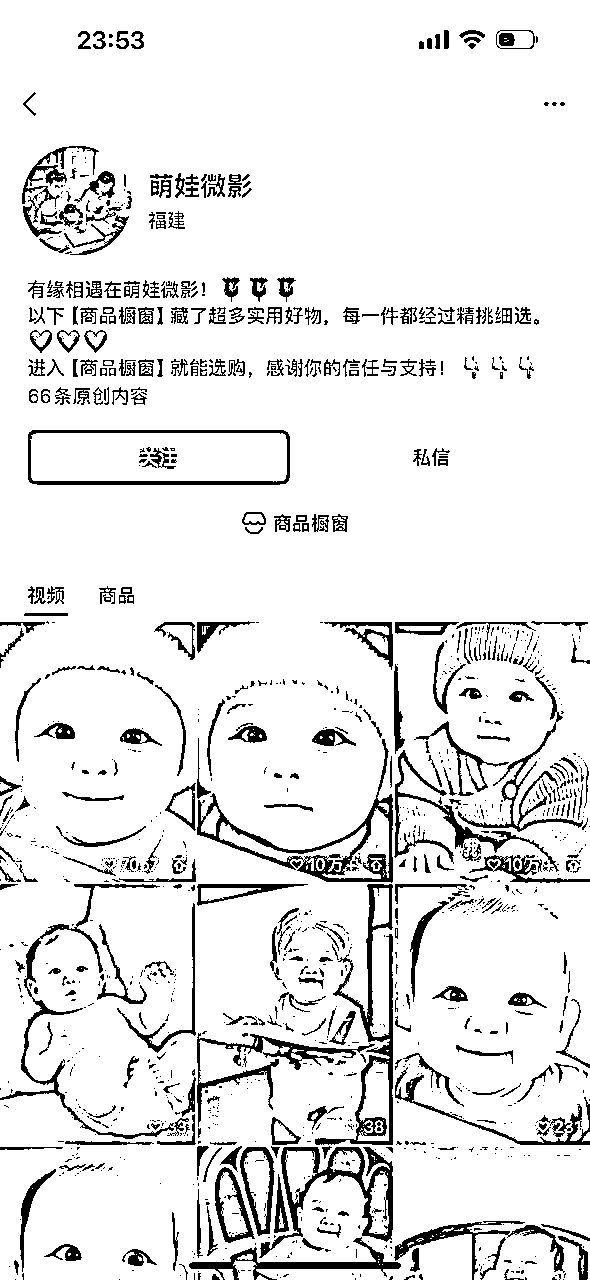 23:53
萌娃微影
福建
有缘相遇在萌娃微影！
以下【商品橱窗】藏了超多实用好物，每一件都经过精挑细选。
进入【商品橱窗】就能选购，感谢你的信任与支持！
66条原创内容
关注
私信
商品橱窗
视频
商品
10万+
10万+
38
23